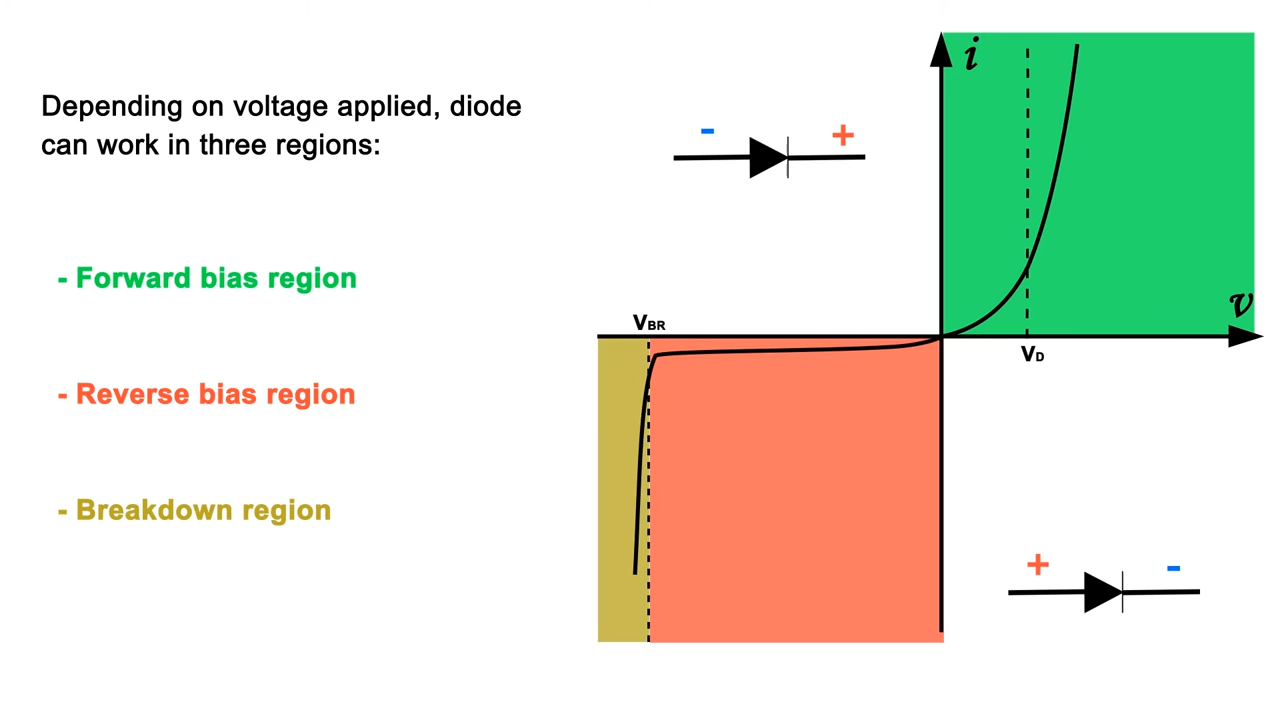 Depending on voltage applied, diode
can work in three regions:
- Forward bias region
- Reverse bias region
- Breakdown region
- +
i
v
VBR
VD
+ -